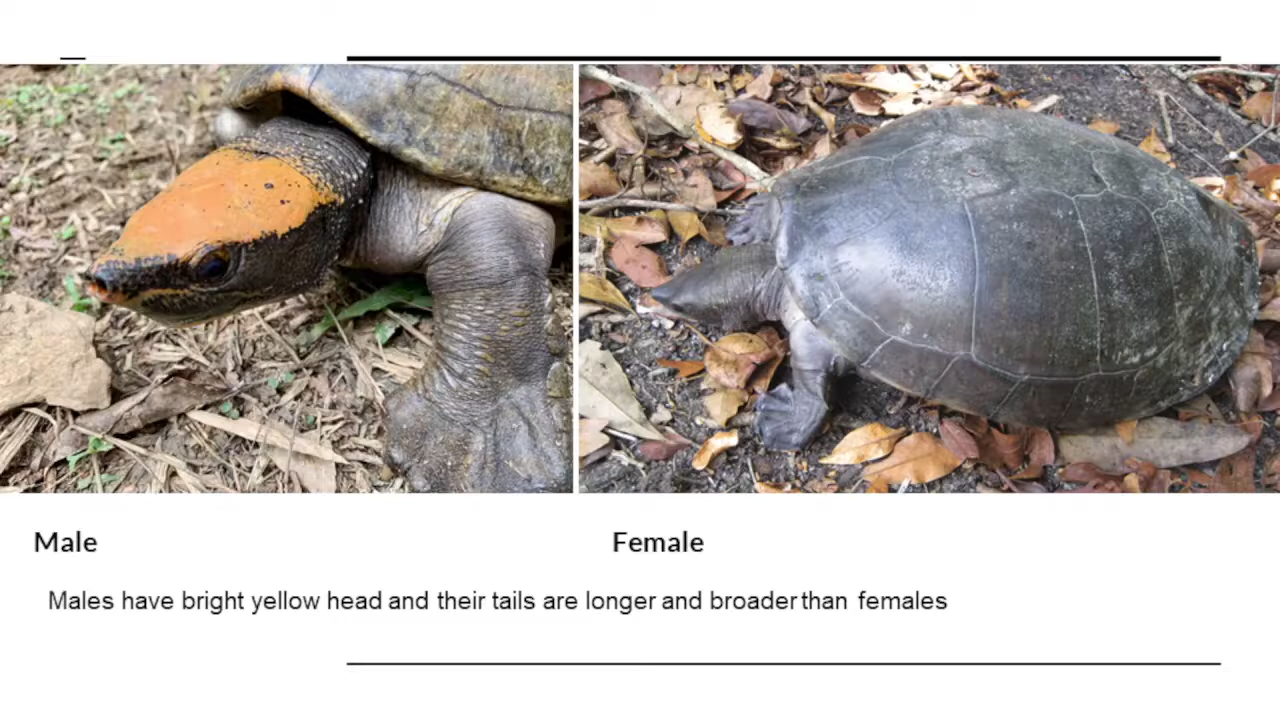 Male
Female
Males have bright yellow head and their tails are longer and broader than females